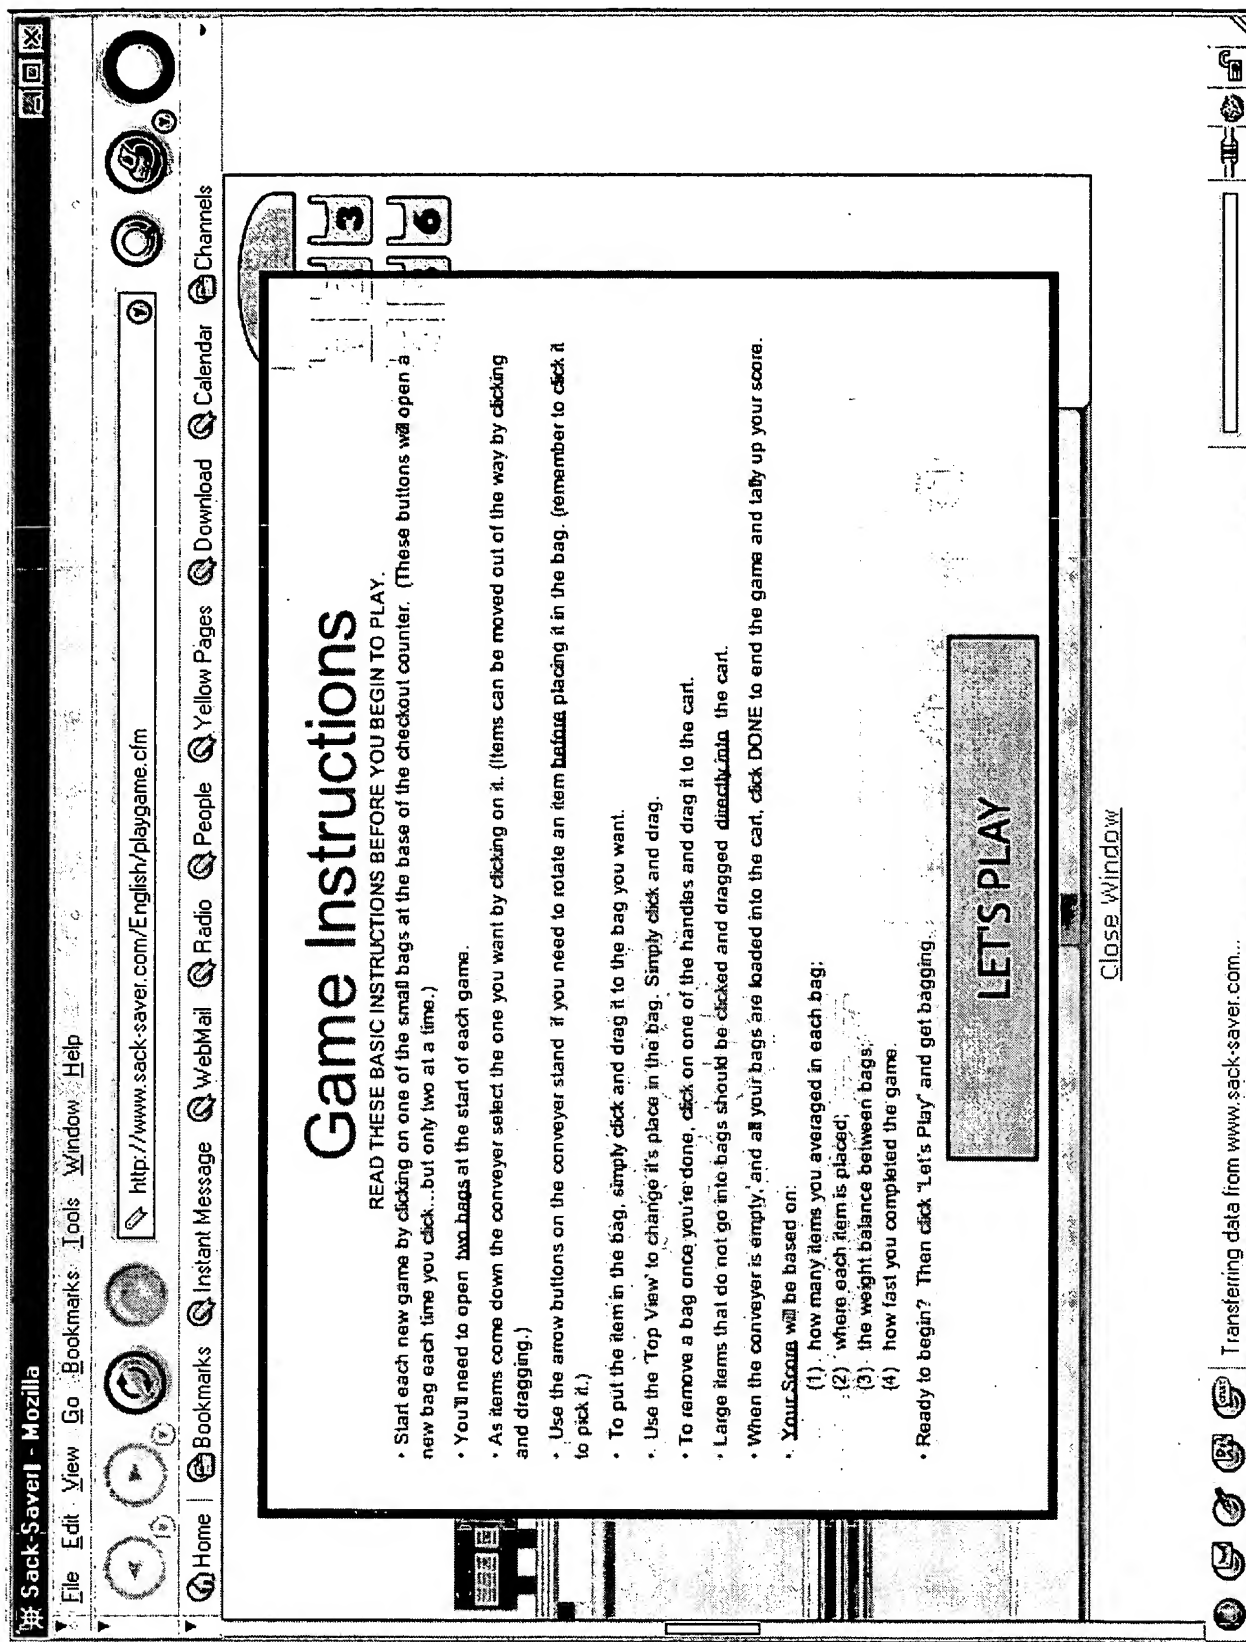 Sack-Saver! - Mozilla
File Edit View Go Bookmarks Tools Window Help
http://www.sack-saver.com/English/playgame.cfm
Home Bookmarks Instant Message WebMail Radio People Yellow Pages Download Calendar Channels
3
6
Game Instructions
READ THESE BASIC INSTRUCTIONS BEFORE YOU BEGIN TO PLAY.
• Start each new game by clicking on one of the small bags at the base of the checkout counter. (These buttons will open a
new bag each time you click...but only two at a time.)
• You'll need to open two bags at the start of each game.
• As items come down the conveyer select the one you want by clicking on it. (Items can be moved out of the way by clicking
and dragging.)
• Use the arrow buttons on the conveyer stand if you need to rotate an item before placing it in the bag. (remember to click it
to pick it.)
• To put the item in the bag, simply click and drag it to the bag you want.
• Use the 'Top View' to change it's place in the bag. Simply click and drag.
• To remove a bag once you're done, click on one of the handles and drag it to the cart.
• Large items that do not go into bags should be clicked and dragged directly into the cart.
• When the conveyer is empty, and all your bags are loaded into the cart, click DONE to end the game and tally up your score.
• Your Score will be based on:
(1) how many items you averaged in each bag;
(2) where each item is placed;
(3) the weight balance between bags;
(4) how fast you completed the game.
• Ready to begin? Then click "Let's Play" and get bagging.
LET'S PLAY
Close Window
Transferring data from www.sack-saver.com...